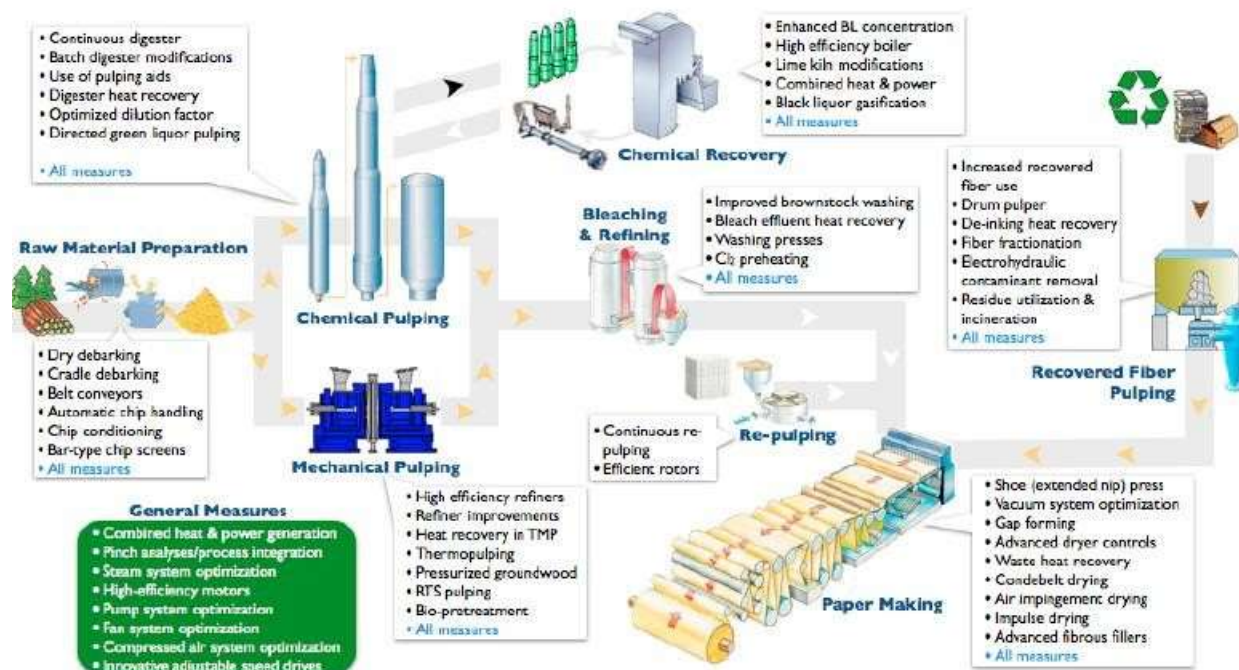 • Continuous digester
• Batch digester modifications
• Use of pulping aids
• Digester heat recovery
• Optimized dilution factor
• Directed green liquor pulping
• All measures
• Enhanced BL concentration
• High efficiency boiler
• Lime kiln modifications
• Combined heat & power
• Black liquor gasification
• All measures
Chemical Recovery
• Increased recovered
fiber use
• Drum pulper
• De-inking heat recovery
• Fiber fractionation
• Electrohydraulic
contaminant removal
• Residue utilization &
incineration
• All measures
Recovered Fiber
Pulping
Bleaching
& Refining
• Improved brownstock washing
• Bleach effluent heat recovery
• Washing presses
• Cl₂ preheating
• All measures
Raw Material Preparation
• Dry debarking
• Cradle debarking
• Belt conveyors
• Automatic chip handling
• Chip conditioning
• Bar-type chip screens
• All measures
Chemical Pulping
Mechanical Pulping
• High efficiency refiners
• Refiner improvements
• Heat recovery in TMP
• Thermopulping
• Pressurized groundwood
• RTS pulping
• Bio-pretreatment
• All measures
• Continuous re-
pulping
• Efficient rotors
Re-pulping
Paper Making
• Shoe (extended nip) press
• Vacuum system optimization
• Gap forming
• Advanced dryer controls
• Waste heat recovery
• Condebelt drying
• Air impingement drying
• Impulse drying
• Advanced fibrous fillers
• All measures
General Measures
• Combined heat & power generation
• Pinch analyses/process integration
• Steam system optimization
• High-efficiency motors
• Pump system optimization
• Fan system optimization
• Compressed air system optimization
• Innovative adjustable speed drives